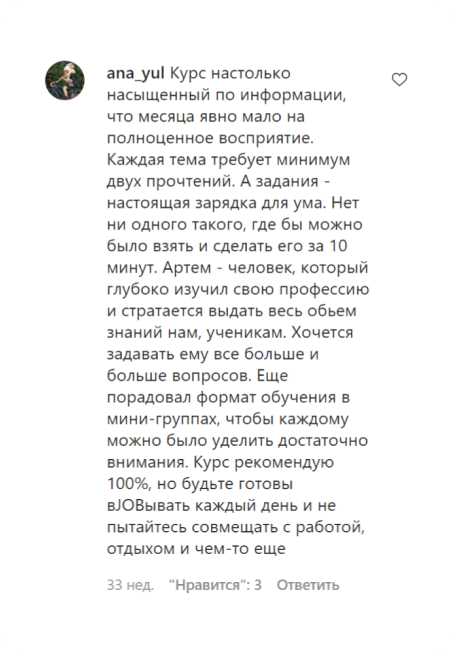 ana_yul Курс настолько
насыщенный по информации,
что месяца явно мало на
полноценное восприятие.
Каждая тема требует минимум
двух прочтений. А задания -
настоящая зарядка для ума. Нет
ни одного такого, где бы можно
было взять и сделать его за 10
минут. Артем - человек, который
глубоко изучил свою профессию
и стратается выдать весь обьем
знаний нам, ученикам. Хочется
задавать ему все больше и
больше вопросов. Еще
порадовал формат обучения в
мини-группах, чтобы каждому
можно было уделить достаточно
внимания. Курс рекомендую
100%, но будьте готовы
вJOBывать каждый день и не
пытайтесь совмещать с работой,
отдыхом и чем-то еще
33 нед. "Нравится": 3 Ответить